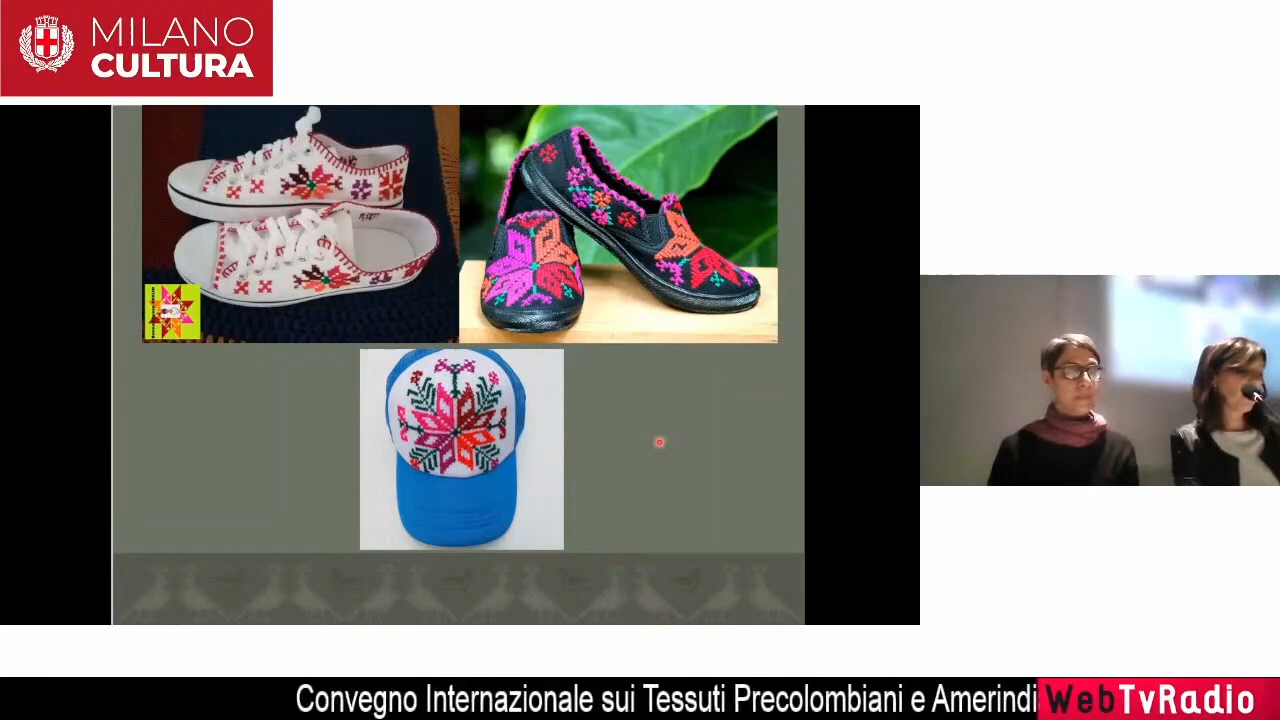 MILANO
CULTURA
Convegno Internazionale sui Tessuti Precolombiani e Amerindi
WebTvRadio